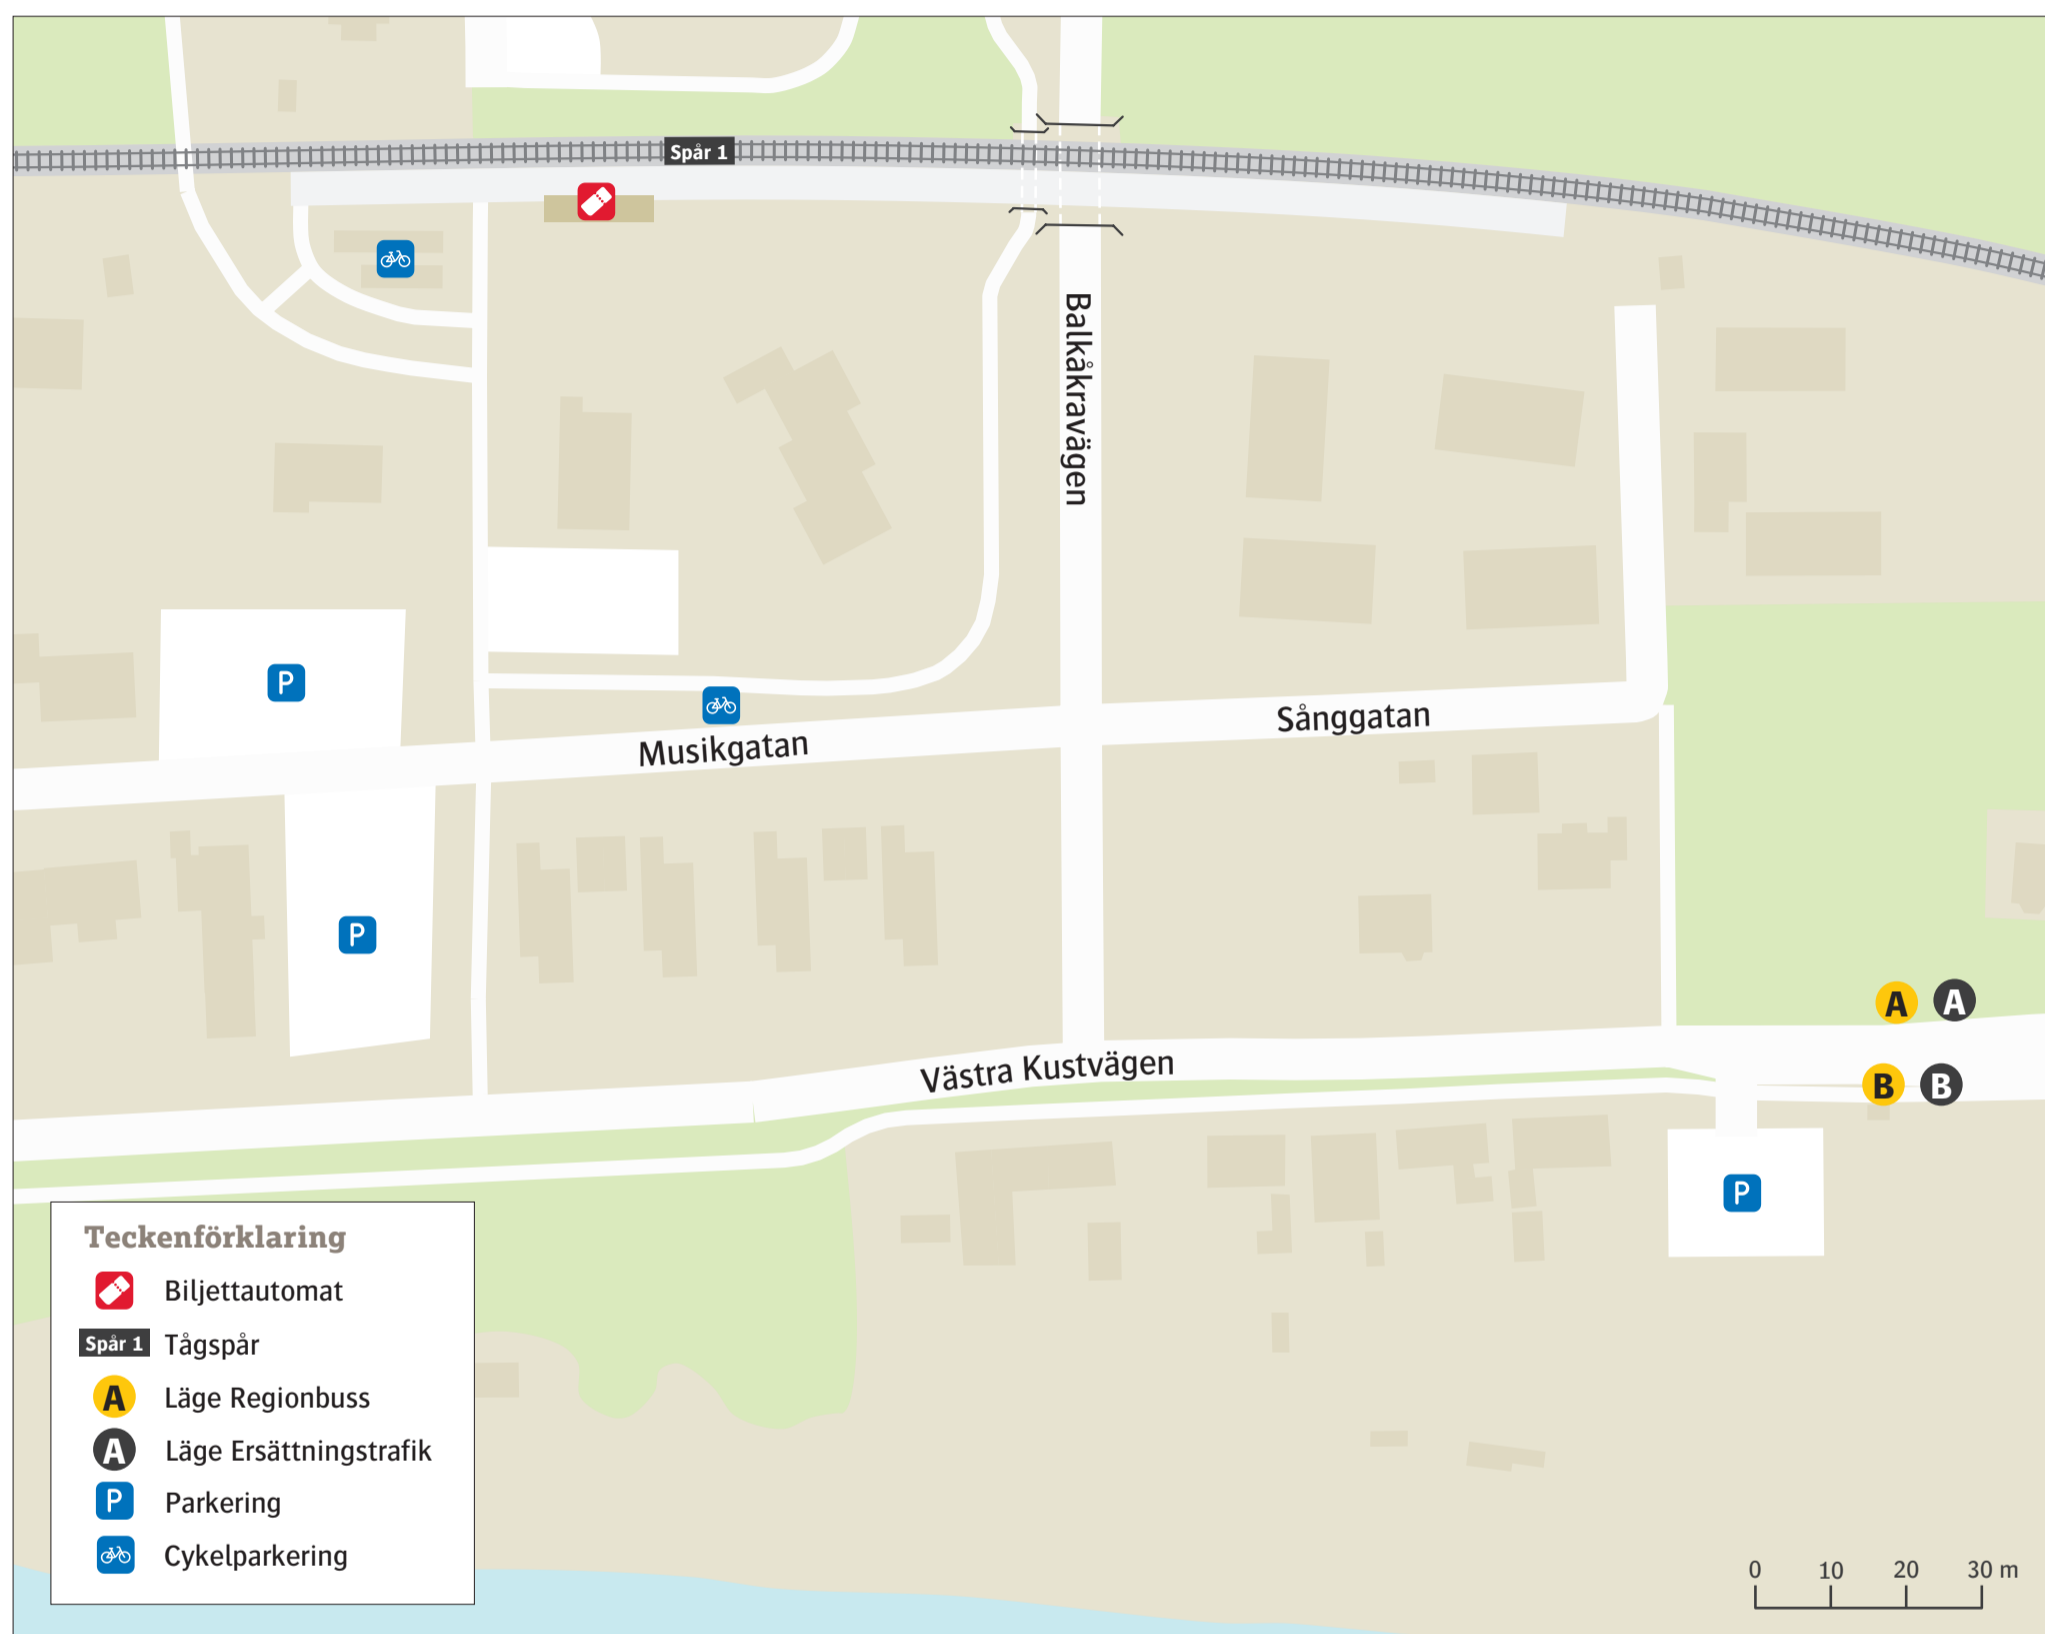 Spår 1
Balkåkravägen
P
Sånggatan
Musikgatan
P
A A
Västra Kustvägen
B B
P
Teckenförklaring
Biljettautomat
Spår 1 Tågspår
A Läge Regionbuss
A Läge Ersättningstrafik
P Parkering
Cykelparkering
0 10 20 30 m